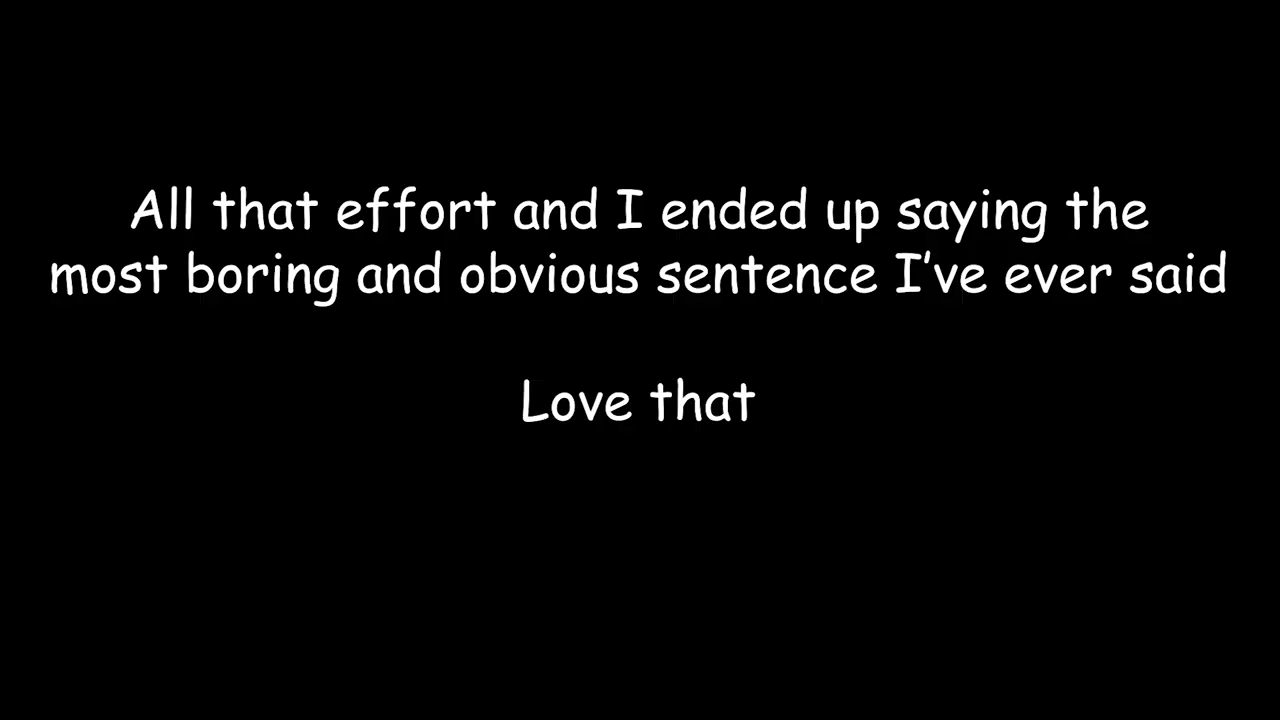 All that effort and I ended up saying the
most boring and obvious sentence I’ve ever said
Love that